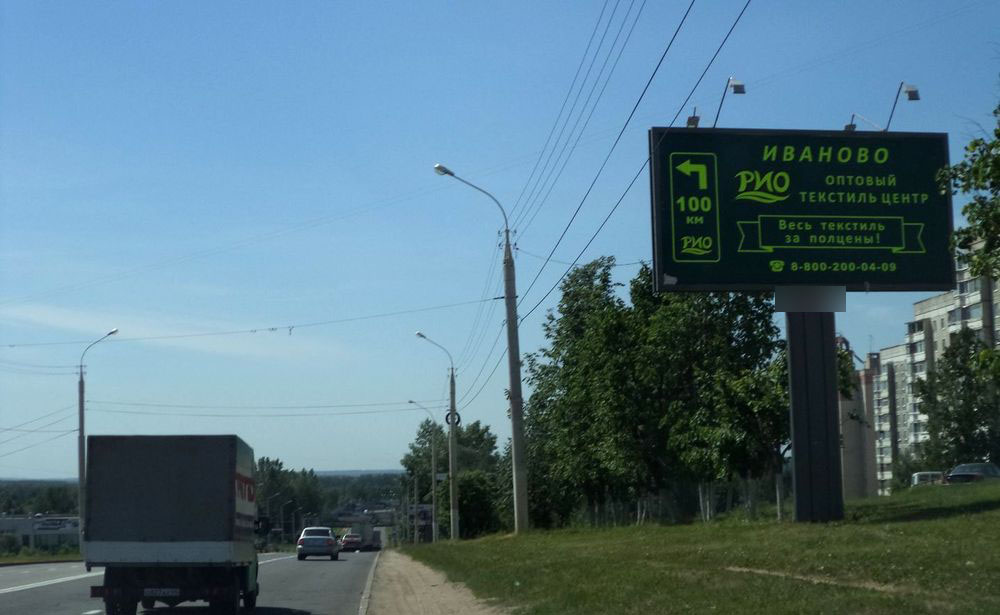 ИВАНОВО
100
км
РИО
РИО
ОПТОВЫЙ
ТЕКСТИЛЬ ЦЕНТР
Весь текстиль
за полцены!
☎ 8-800-200-04-09